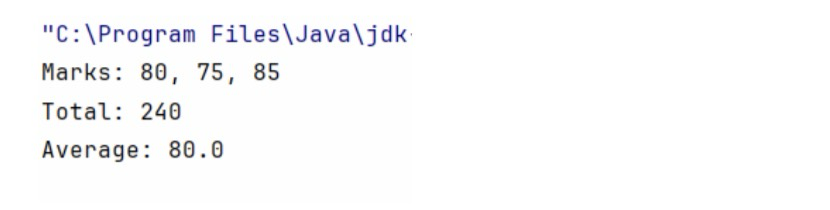 "C:\Program Files\Java\jdk-
Marks: 80, 75, 85
Total: 240
Average: 80.0